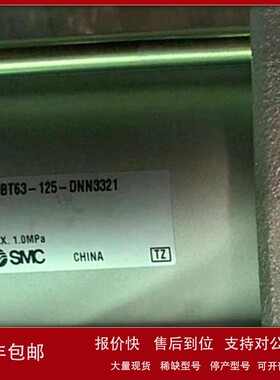 BT63-125-DNN3321
X. 1.0MPa
SMC CHINA TZ
年包邮
报价快 售后到位 支持对公
大量现货 稀缺型号 停产型号 可开